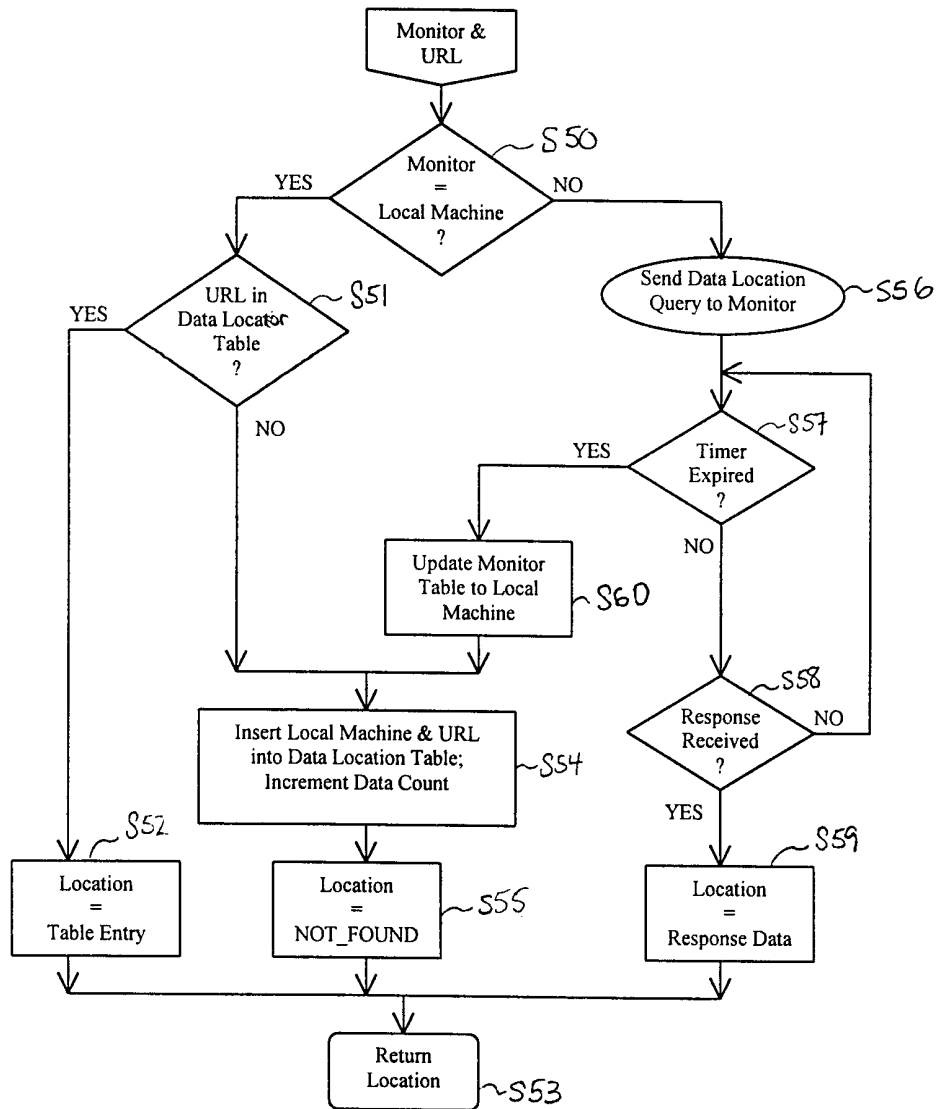 Monitor &
URL
S50
Monitor
=
Local Machine
?
YES
NO
S51
URL in
Data Locator
Table
?
YES
NO
Send Data Location
Query to Monitor
S56
S57
Timer
Expired
?
YES
NO
Update Monitor
Table to Local
Machine
S60
S58
Response
Received
?
NO
YES
Insert Local Machine & URL
into Data Location Table;
Increment Data Count
S54
S52
Location
=
Table Entry
Location
=
NOT_FOUND
S55
S59
Location
=
Response Data
Return
Location
S53